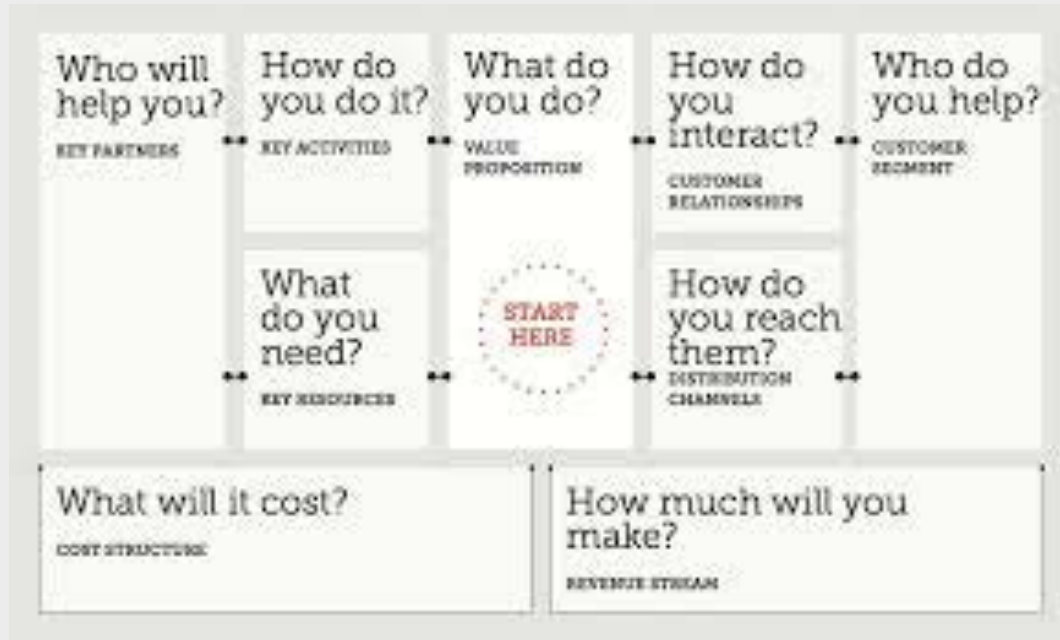 Who will
help you?
KEY PARTNERS
How do
you do it?
KEY ACTIVITIES
What
do you
need?
KEY RESOURCES
What do
you do?
VALUE
PROPOSITION
START
HERE
How do
you
interact?
CUSTOMER
RELATIONSHIPS
How do
you reach
them?
DISTRIBUTION
CHANNELS
Who do
you help?
CUSTOMER
SEGMENT
What will it cost?
COST STRUCTURE
How much will you
make?
REVENUE STREAM